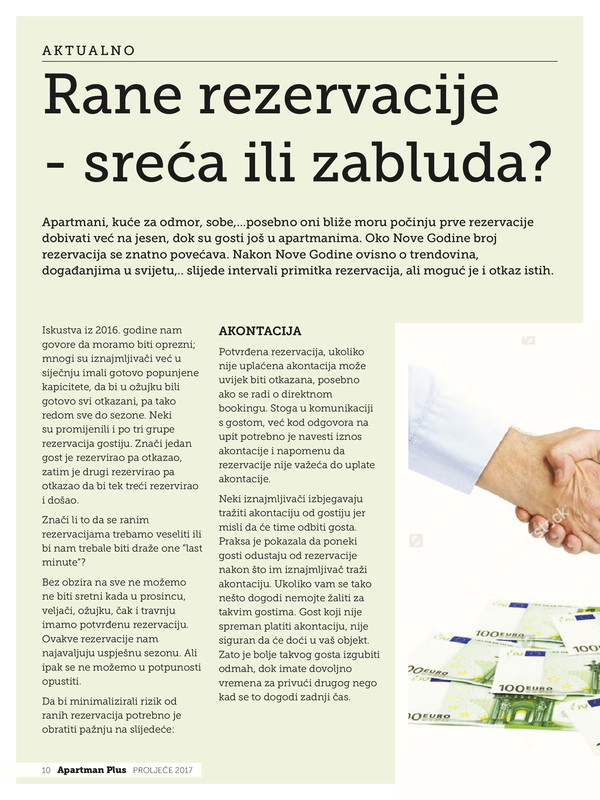 AKTUALNO
Rane rezervacije
- sreća ili zabluda?
Apartmani, kuće za odmor, sobe,...posebno oni bliže moru počinju prve rezervacije
dobivati već na jesen, dok su gosti još u apartmanima. Oko Nove Godine broj
rezervacija se znatno povećava. Nakon Nove Godine ovisno o trendovina,
događanjima u svijetu,.. slijede intervali primitka rezervacija, ali moguć je i otkaz istih.
Iskustva iz 2016. godine nam
govore da moramo biti oprezni;
mnogi su iznajmljivači već u
siječnju imali gotovo popunjene
kapicitete, da bi u ožujku bili
gotovo svi otkazani, pa tako
redom sve do sezone. Neki
su promijenili i po tri grupe
rezervacija gostiju. Znači jedan
gost je rezervirao pa otkazao,
zatim je drugi rezervirao pa
otkazao da bi tek treći rezervirao
i došao.
Znači li to da se ranim
rezervacijama trebamo veseliti ili
bi nam trebale biti draže one "last
minute"?
Bez obzira na sve ne možemo
ne biti sretni kada u prosincu,
veljači, ožujku, čak i travnju
imamo potvrđenu rezervaciju.
Ovakve rezervacije nam
najavaljuju uspješnu sezonu. Ali
ipak se ne možemo u potpunosti
opustiti.
Da bi minimalizirali rizik od
ranih rezervacija potrebno je
obratiti pažnju na slijedeće:
AKONTACIJA
Potvrđena rezervacija, ukoliko
nije uplaćena akontacija može
uvijek biti otkazana, posebno
ako se radi o direktnom
bookingu. Stoga u komunikaciji
s gostom, već kod odgovora na
upit potrebno je navesti iznos
akontacije i napomenu da
rezervacije nije važeća do uplate
akontacije.
Neki iznajmljivači izbjegavaju
tražiti akontaciju od gostiju jer
misli da će time odbiti gosta.
Praksa je pokazala da poneki
gosti odustaju od rezervacije
nakon što im iznajmljivač traži
akontaciju. Ukoliko vam se tako
nešto dogodi nemojte žaliti za
takvim gostima. Gost koji nije
spreman platiti akontaciju, nije
siguran da će doći u vaš objekt.
Zato je bolje takvog gosta izgubiti
odmah, dok imate dovoljno
vremena za privući drugog nego
kad se to dogodi zadnji čas.
100 EURO
100 EURO
10 Apartman Plus PROLJEĆE 2017